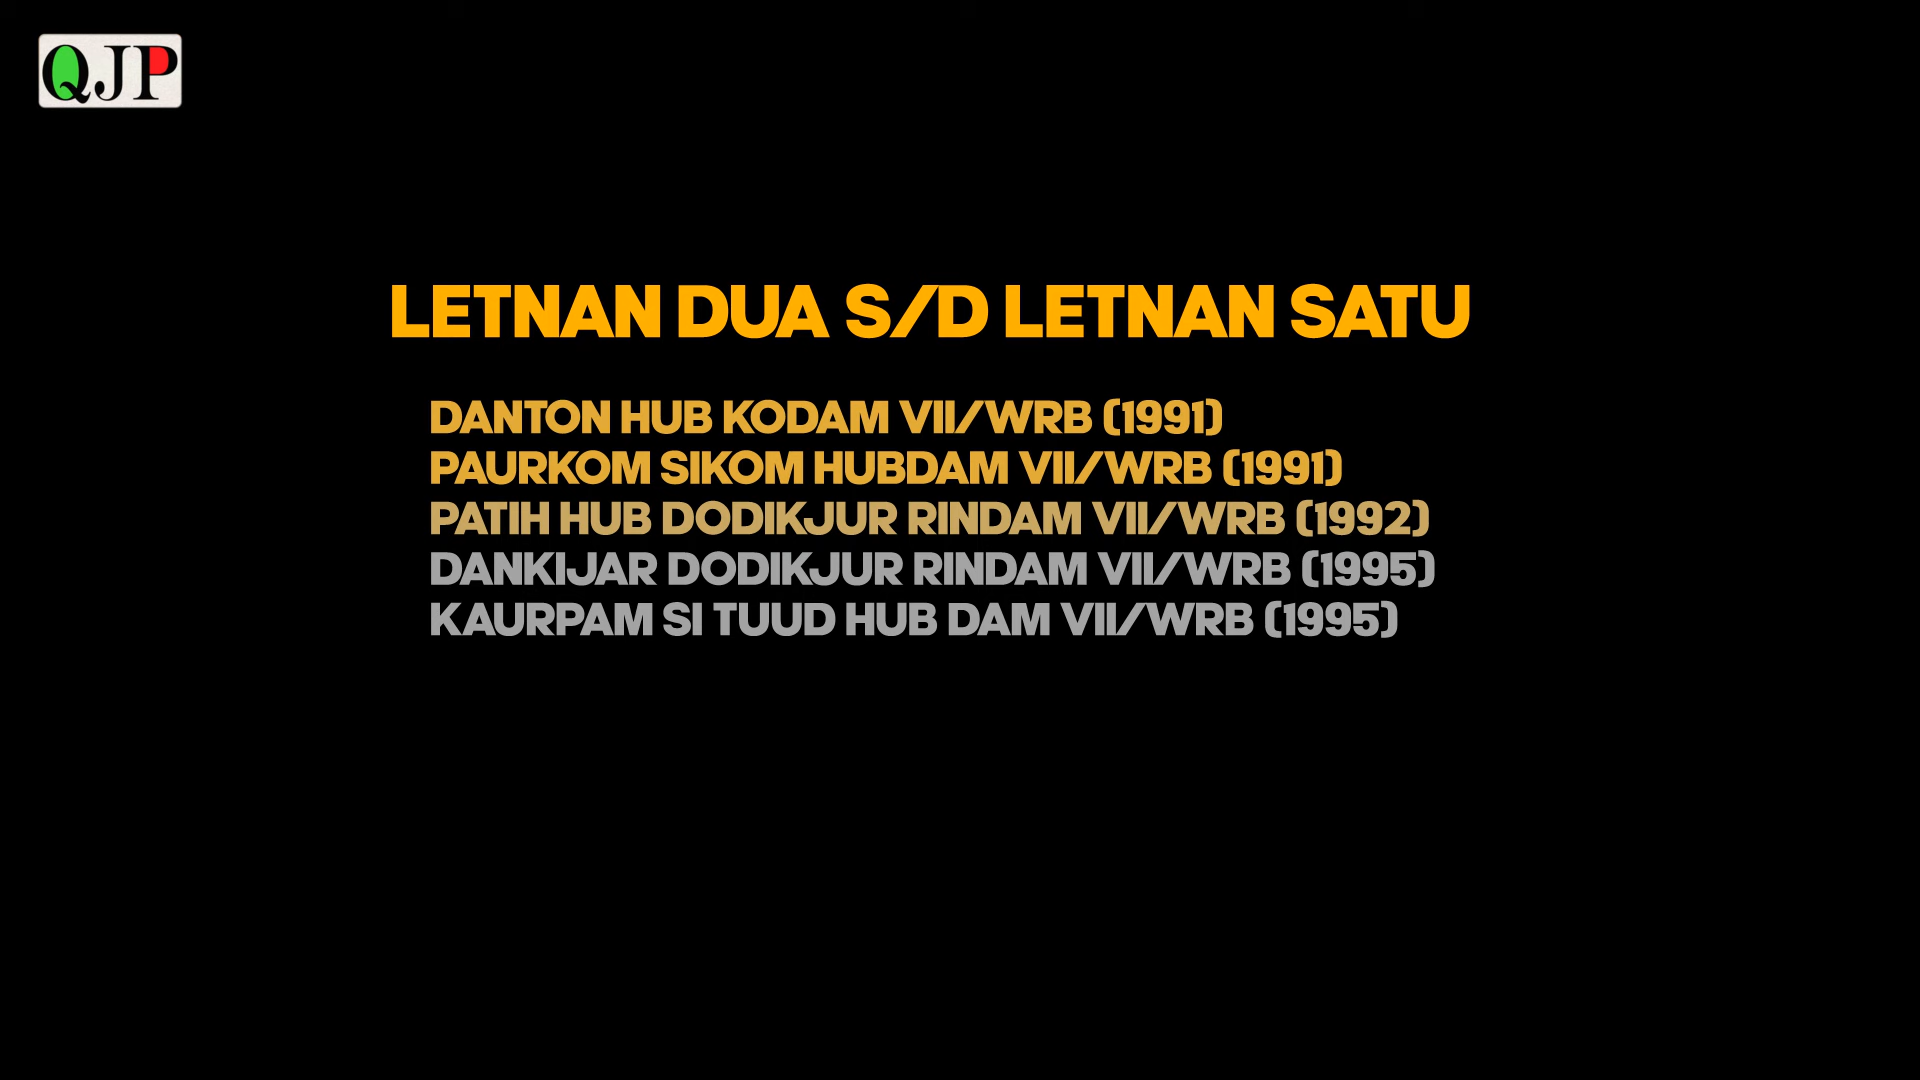 QJP
LETNAN DUA S/D LETNAN SATU
DANTON HUB KODAM VII/WRB (1991)
PAURKOM SIKOM HUBDAM VII/WRB (1991)
PATIH HUB DODIKJUR RINDAM VII/WRB (1992)
DANKIJAR DODIKJUR RINDAM VII/WRB (1995)
KAURPAM SI TUUD HUB DAM VII/WRB (1995)